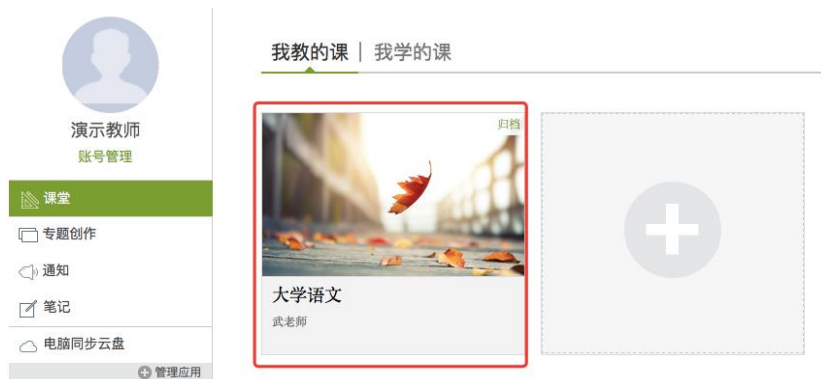 演示教师
账号管理
课堂
专题创作
通知
笔记
电脑同步云盘
管理应用
我教的课 | 我学的课
归档
大学语文
武老师